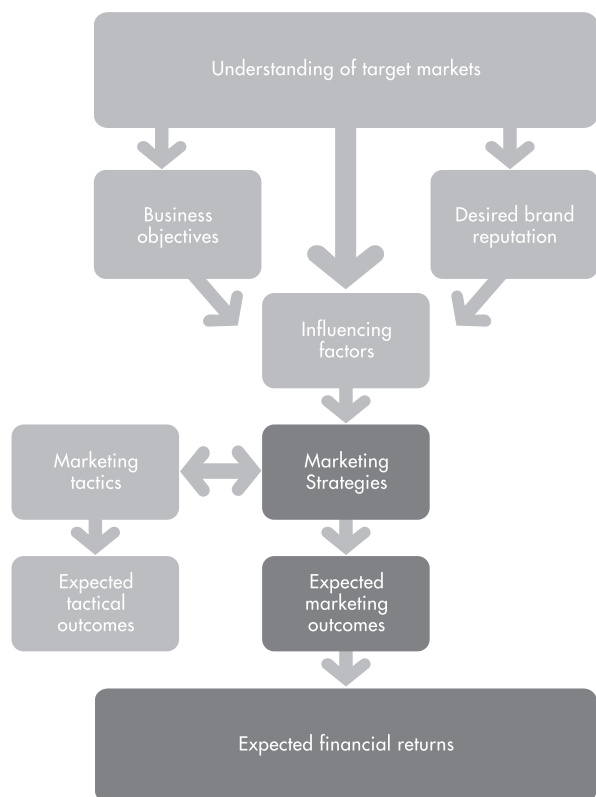 Understanding of target markets
Business
objectives
Desired brand
reputation
Influencing
factors
Marketing
tactics
Marketing
Strategies
Expected
tactical
outcomes
Expected
marketing
outcomes
Expected financial returns